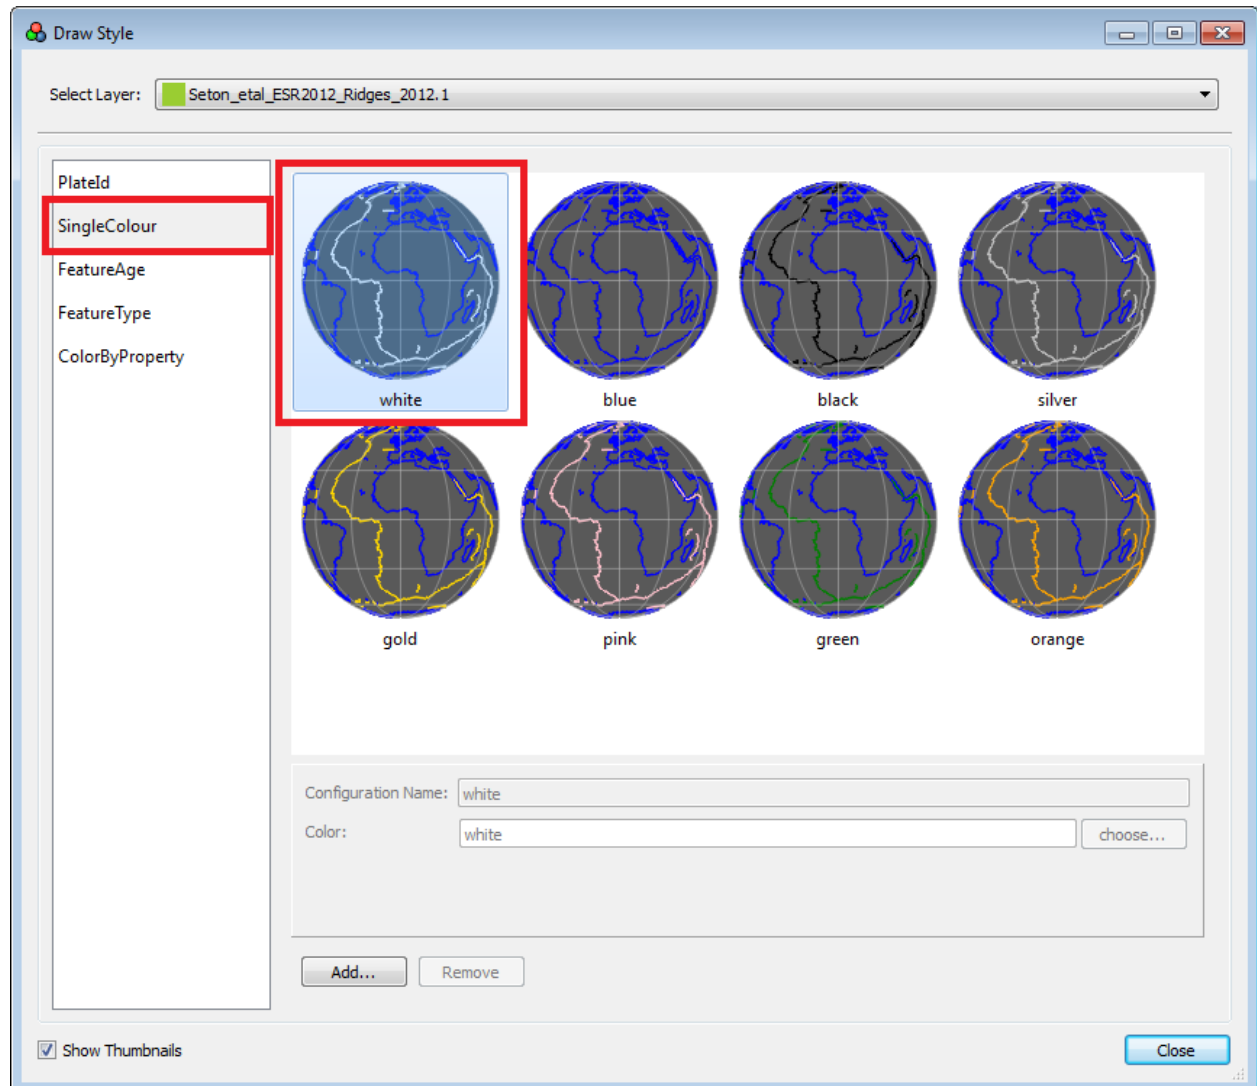 Draw Style
Select Layer: Seton_etal_ESR2012_Ridges_2012.1
PlateId
SingleColour
FeatureAge
FeatureType
ColorByProperty
white blue black silver
gold pink green orange
Configuration Name: white
Color: white choose...
Add... Remove
Show Thumbnails Close